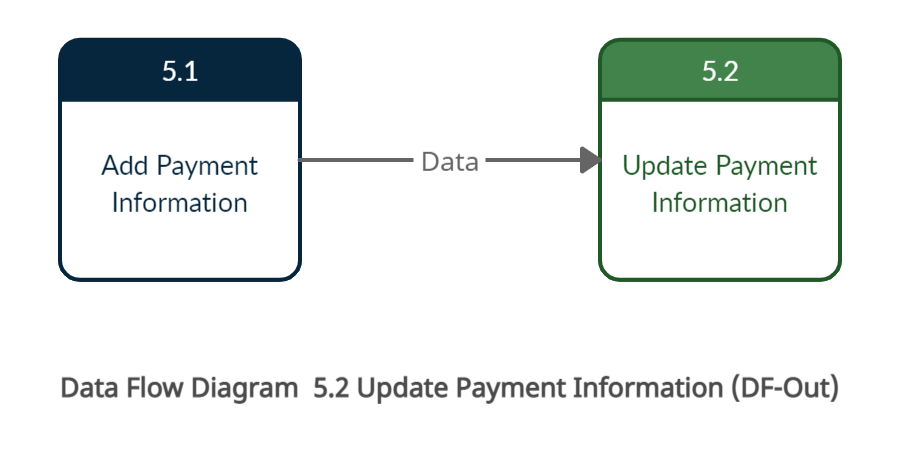 5.1
Add Payment
Information
Data
5.2
Update Payment
Information
Data Flow Diagram 5.2 Update Payment Information (DF-Out)